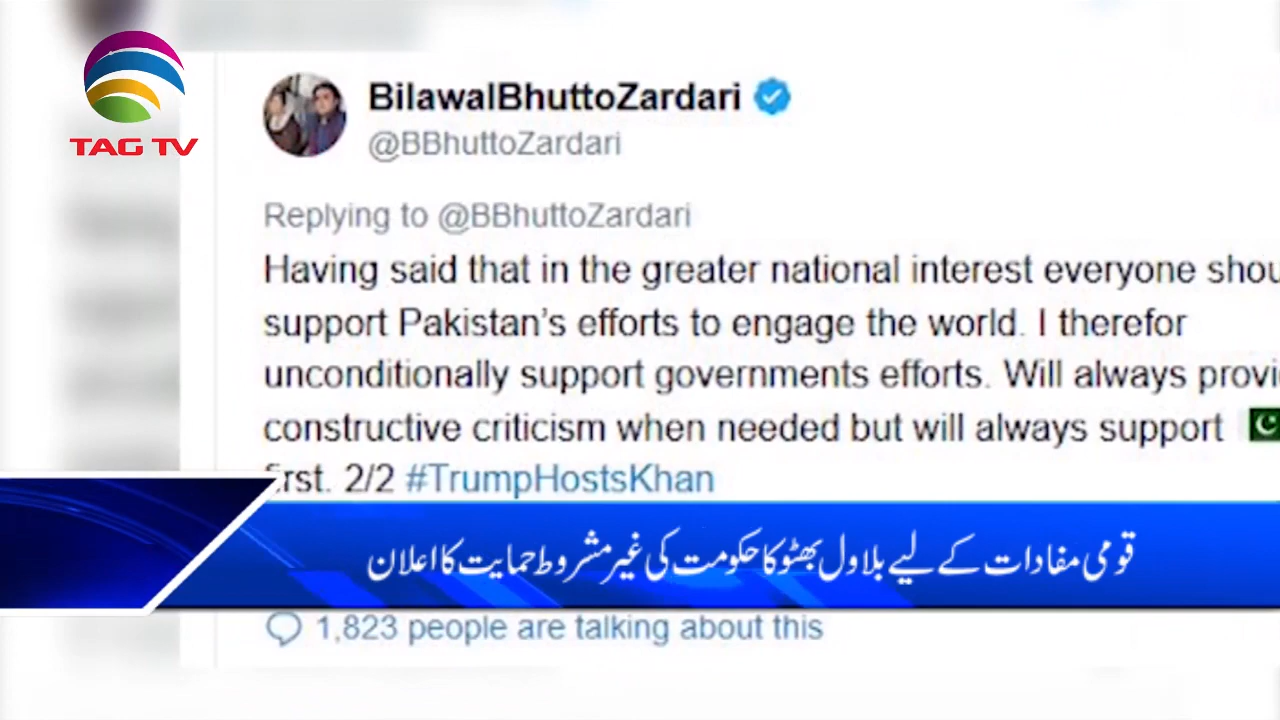 TAG TV
BilawalBhuttoZardari
@BBhuttoZardari
Replying to @BBhuttoZardari
Having said that in the greater national interest everyone shou
support Pakistan's efforts to engage the world. I therefor
unconditionally support governments efforts. Will always provi
constructive criticism when needed but will always support 🇵🇰
first. 2/2 #TrumpHostsKhan
قومی مفادات کے لیے بلاول بھٹو کا حکومت کی غیر مشروط حمایت کا اعلان
1,823 people are talking about this